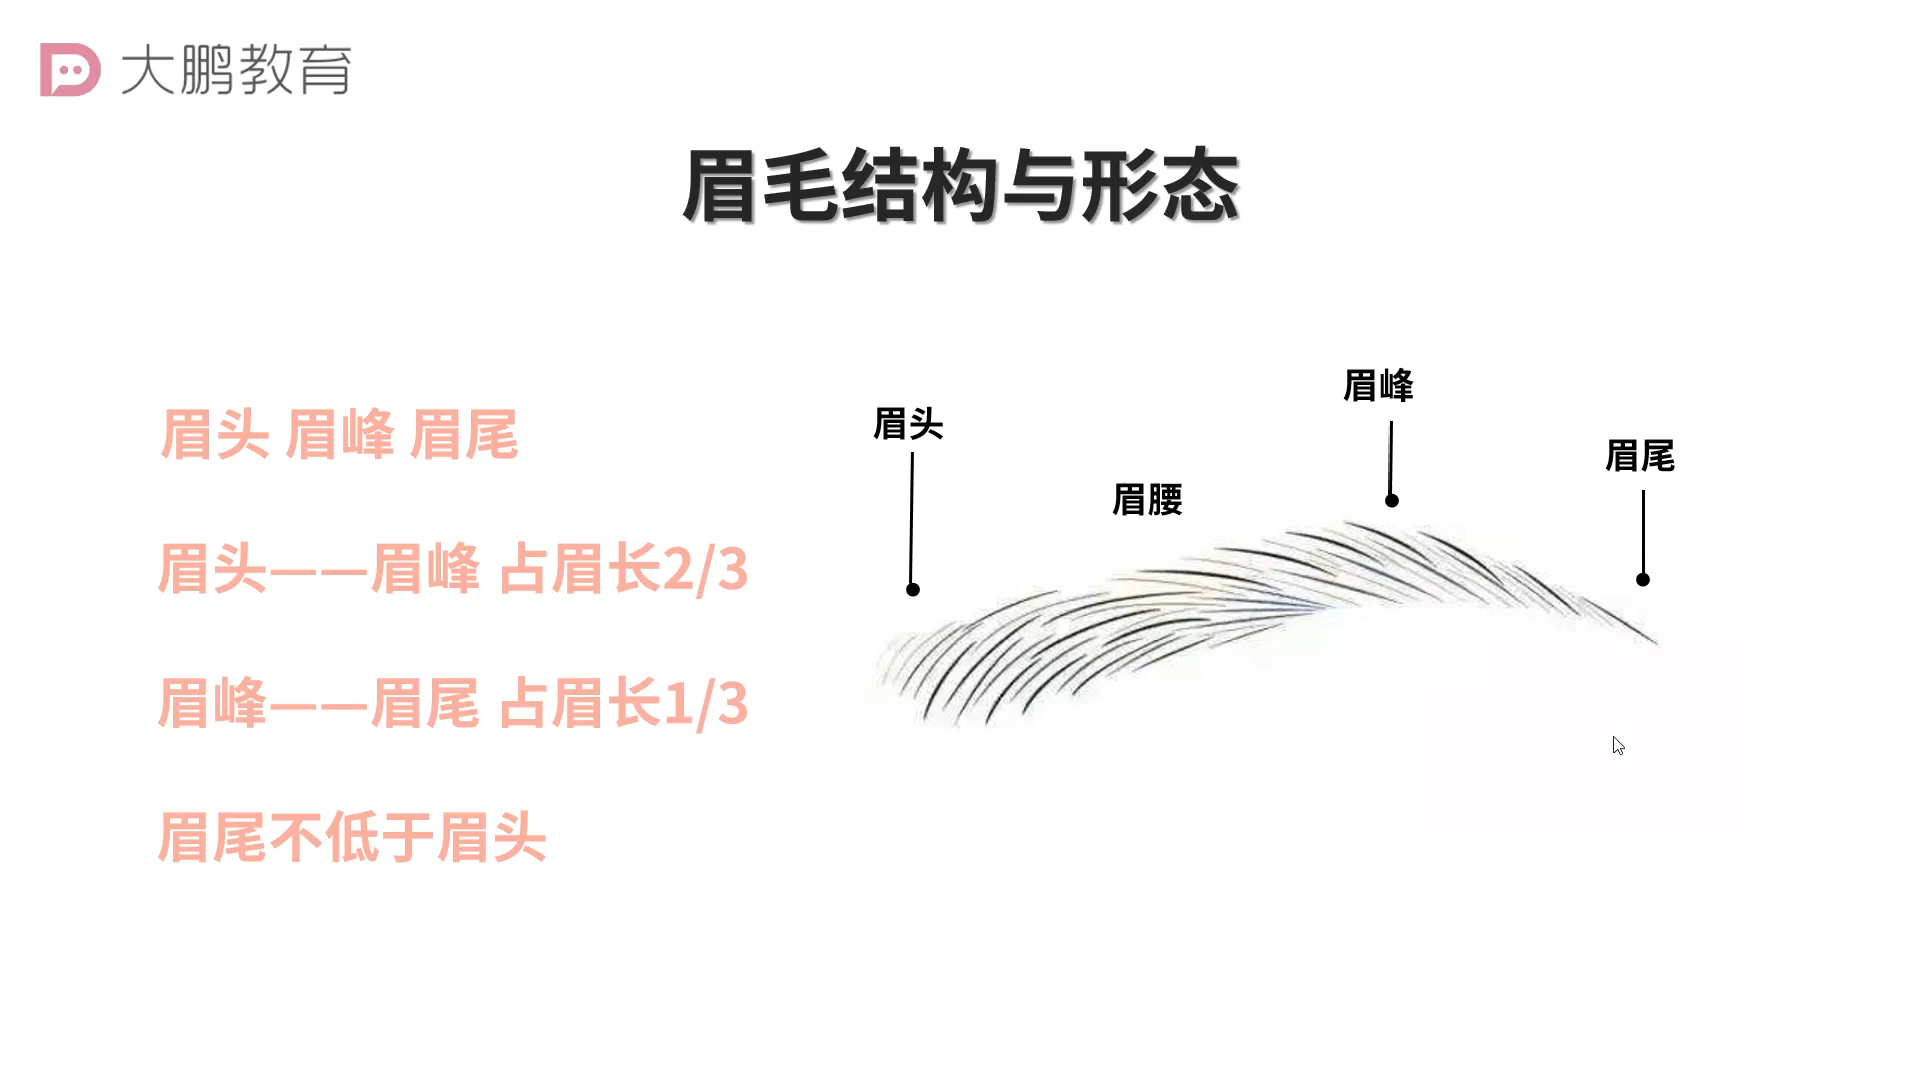 大鹏教育
眉毛结构与形态
眉头 眉峰 眉尾
眉头——眉峰 占眉长2/3
眉峰——眉尾 占眉长1/3
眉尾不低于眉头
眉头
眉腰
眉峰
眉尾